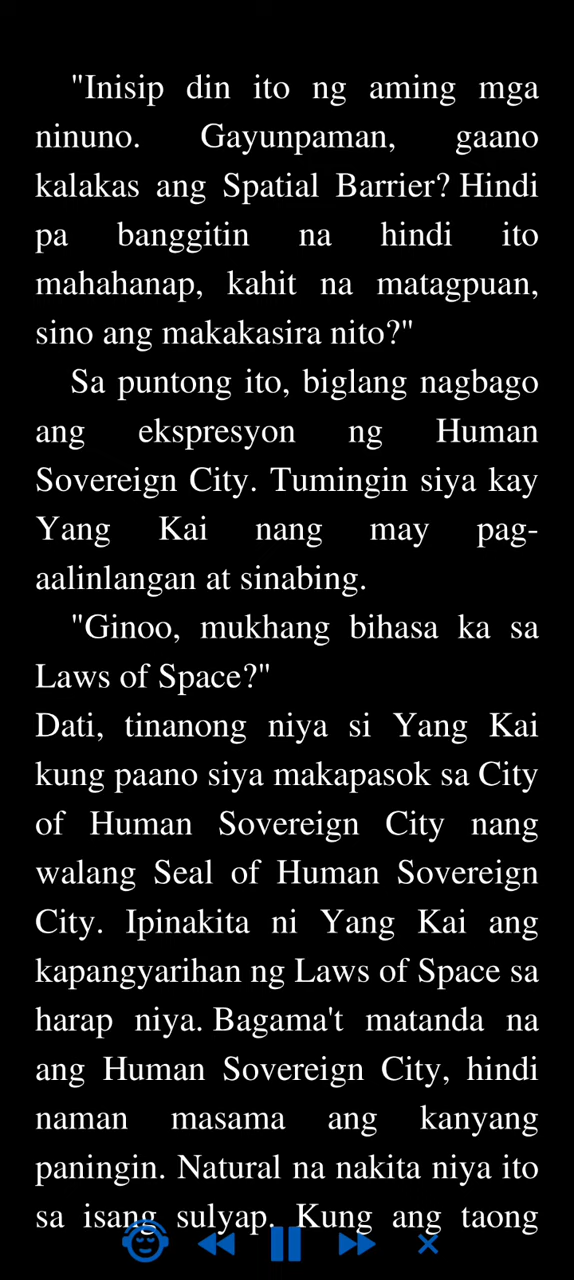 "Inisip din ito ng aming mga
ninuno. Gayunpaman, gaano
kalakas ang Spatial Barrier? Hindi
pa banggitin na hindi ito
mahahanap, kahit na matagpuan,
sino ang makakasira nito?"
Sa puntong ito, biglang nagbago
ang ekspresyon ng Human
Sovereign City. Tumingin siya kay
Yang Kai nang may pag-
aalinlangan at sinabing.
"Ginoo, mukhang bihasa ka sa
Laws of Space?"
Dati, tinanong niya si Yang Kai
kung paano siya makapasok sa City
of Human Sovereign City nang
walang Seal of Human Sovereign
City. Ipinakita ni Yang Kai ang
kapangyarihan ng Laws of Space sa
harap niya. Bagama't matanda na
ang Human Sovereign City, hindi
naman masama ang kanyang
paningin. Natural na nakita niya ito
sa isang sulyap. Kung ang taong